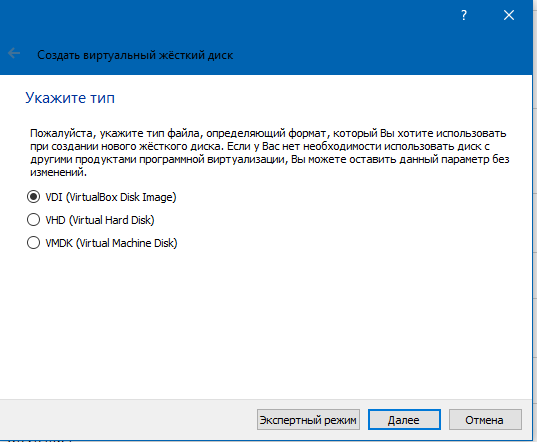 ?
Создать виртуальный жёсткий диск
Укажите тип
Пожалуйста, укажите тип файла, определяющий формат, который Вы хотите использовать
при создании нового жёсткого диска. Если у Вас нет необходимости использовать диск с
другими продуктами программной виртуализации, Вы можете оставить данный параметр без
изменений.
VDI (VirtualBox Disk Image)
VHD (Virtual Hard Disk)
VMDK (Virtual Machine Disk)
Экспертный режим Далее Отмена